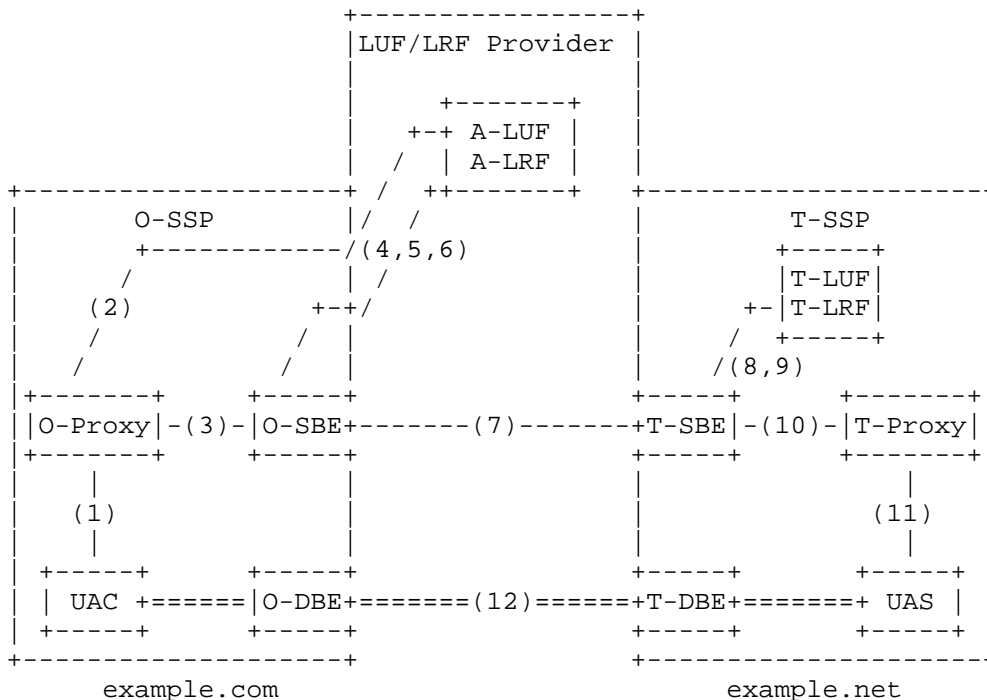 LUF/LRF Provider
A-LUF
A-LRF
O-SSP T-SSP
(4,5,6)
T-LUF
(2) T-LRF
(8,9)
O-Proxy (3) O-SBE (7) T-SBE (10) T-Proxy
(1) (11)
UAC O-DBE (12) T-DBE UAS
example.com example.net